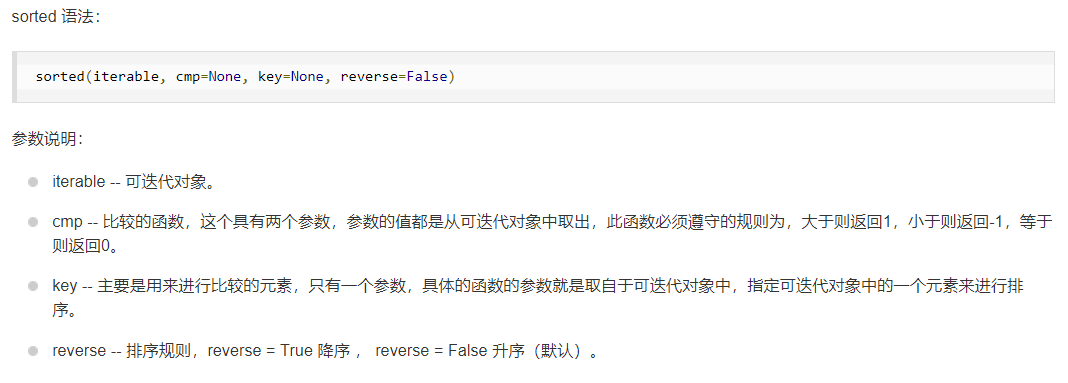 sorted 语法：
sorted(iterable, cmp=None, key=None, reverse=False)
参数说明：
iterable -- 可迭代对象。
cmp -- 比较的函数，这个具有两个参数，参数的值都是从可迭代对象中取出，此函数必须遵守的规则为，大于则返回1，小于则返回-1，等于
则返回0。
key -- 主要是用来进行比较的元素，只有一个参数，具体的函数的参数就是取自于可迭代对象中，指定可迭代对象中的一个元素来进行排
序。
reverse -- 排序规则，reverse = True 降序 ， reverse = False 升序（默认）。